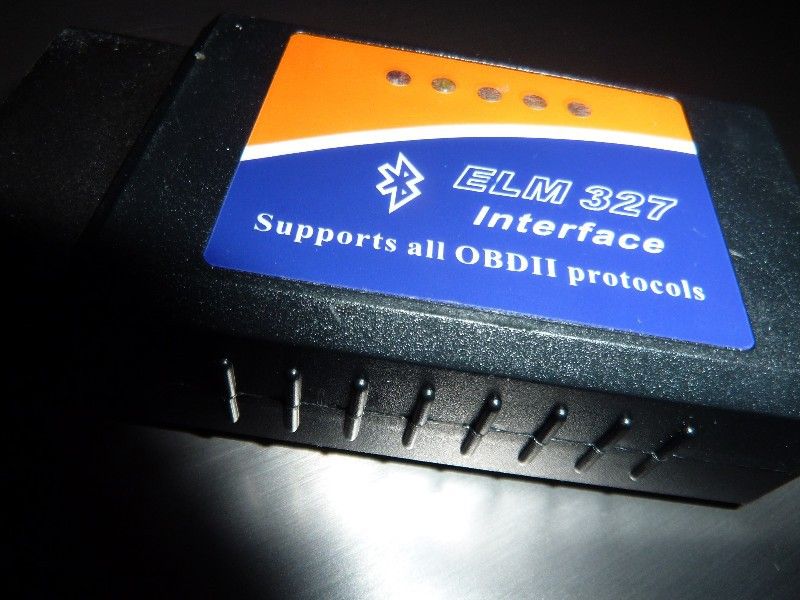 ELM 327
Interface
Supports all OBDII protocols